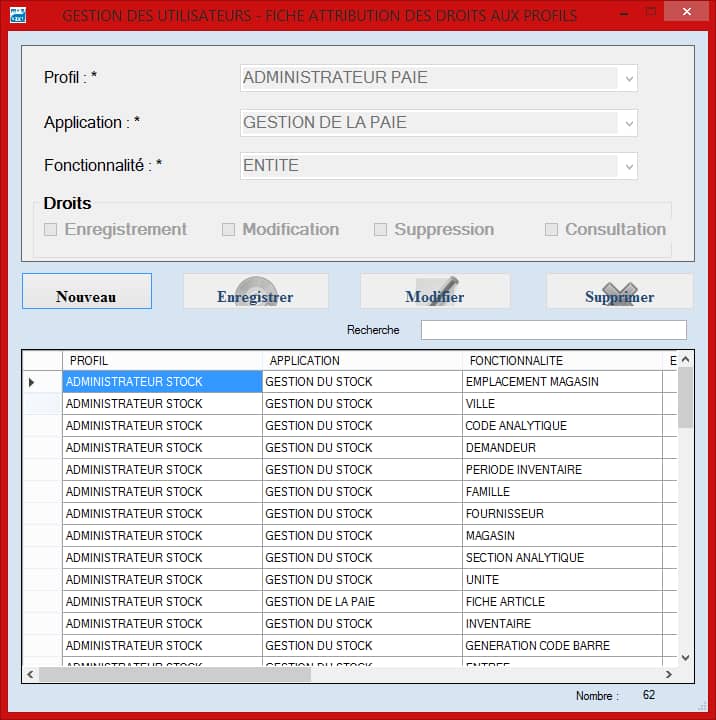 GESTION DES UTILISATEURS - FICHE ATTRIBUTION DES DROITS AUX PROFILS
Profil : * ADMINISTRATEUR PAIE
Application : * GESTION DE LA PAIE
Fonctionnalité : * ENTITE
Droits
Enregistrement Modification Suppression Consultation
Nouveau Enregistrer Modifier Supprimer
Recherche
PROFIL APPLICATION FONCTIONNALITE E
ADMINISTRATEUR STOCK GESTION DU STOCK EMPLACEMENT MAGASIN
ADMINISTRATEUR STOCK GESTION DU STOCK VILLE
ADMINISTRATEUR STOCK GESTION DU STOCK CODE ANALYTIQUE
ADMINISTRATEUR STOCK GESTION DU STOCK DEMANDEUR
ADMINISTRATEUR STOCK GESTION DU STOCK PERIODE INVENTAIRE
ADMINISTRATEUR STOCK GESTION DU STOCK FAMILLE
ADMINISTRATEUR STOCK GESTION DU STOCK FOURNISSEUR
ADMINISTRATEUR STOCK GESTION DU STOCK MAGASIN
ADMINISTRATEUR STOCK GESTION DU STOCK SECTION ANALYTIQUE
ADMINISTRATEUR STOCK GESTION DU STOCK UNITE
ADMINISTRATEUR STOCK GESTION DE LA PAIE FICHE ARTICLE
ADMINISTRATEUR STOCK GESTION DU STOCK INVENTAIRE
ADMINISTRATEUR STOCK GESTION DU STOCK GENERATION CODE BARRE
ADMINISTRATEUR STOCK GESTION DU STOCK ENTREE
Nombre : 62